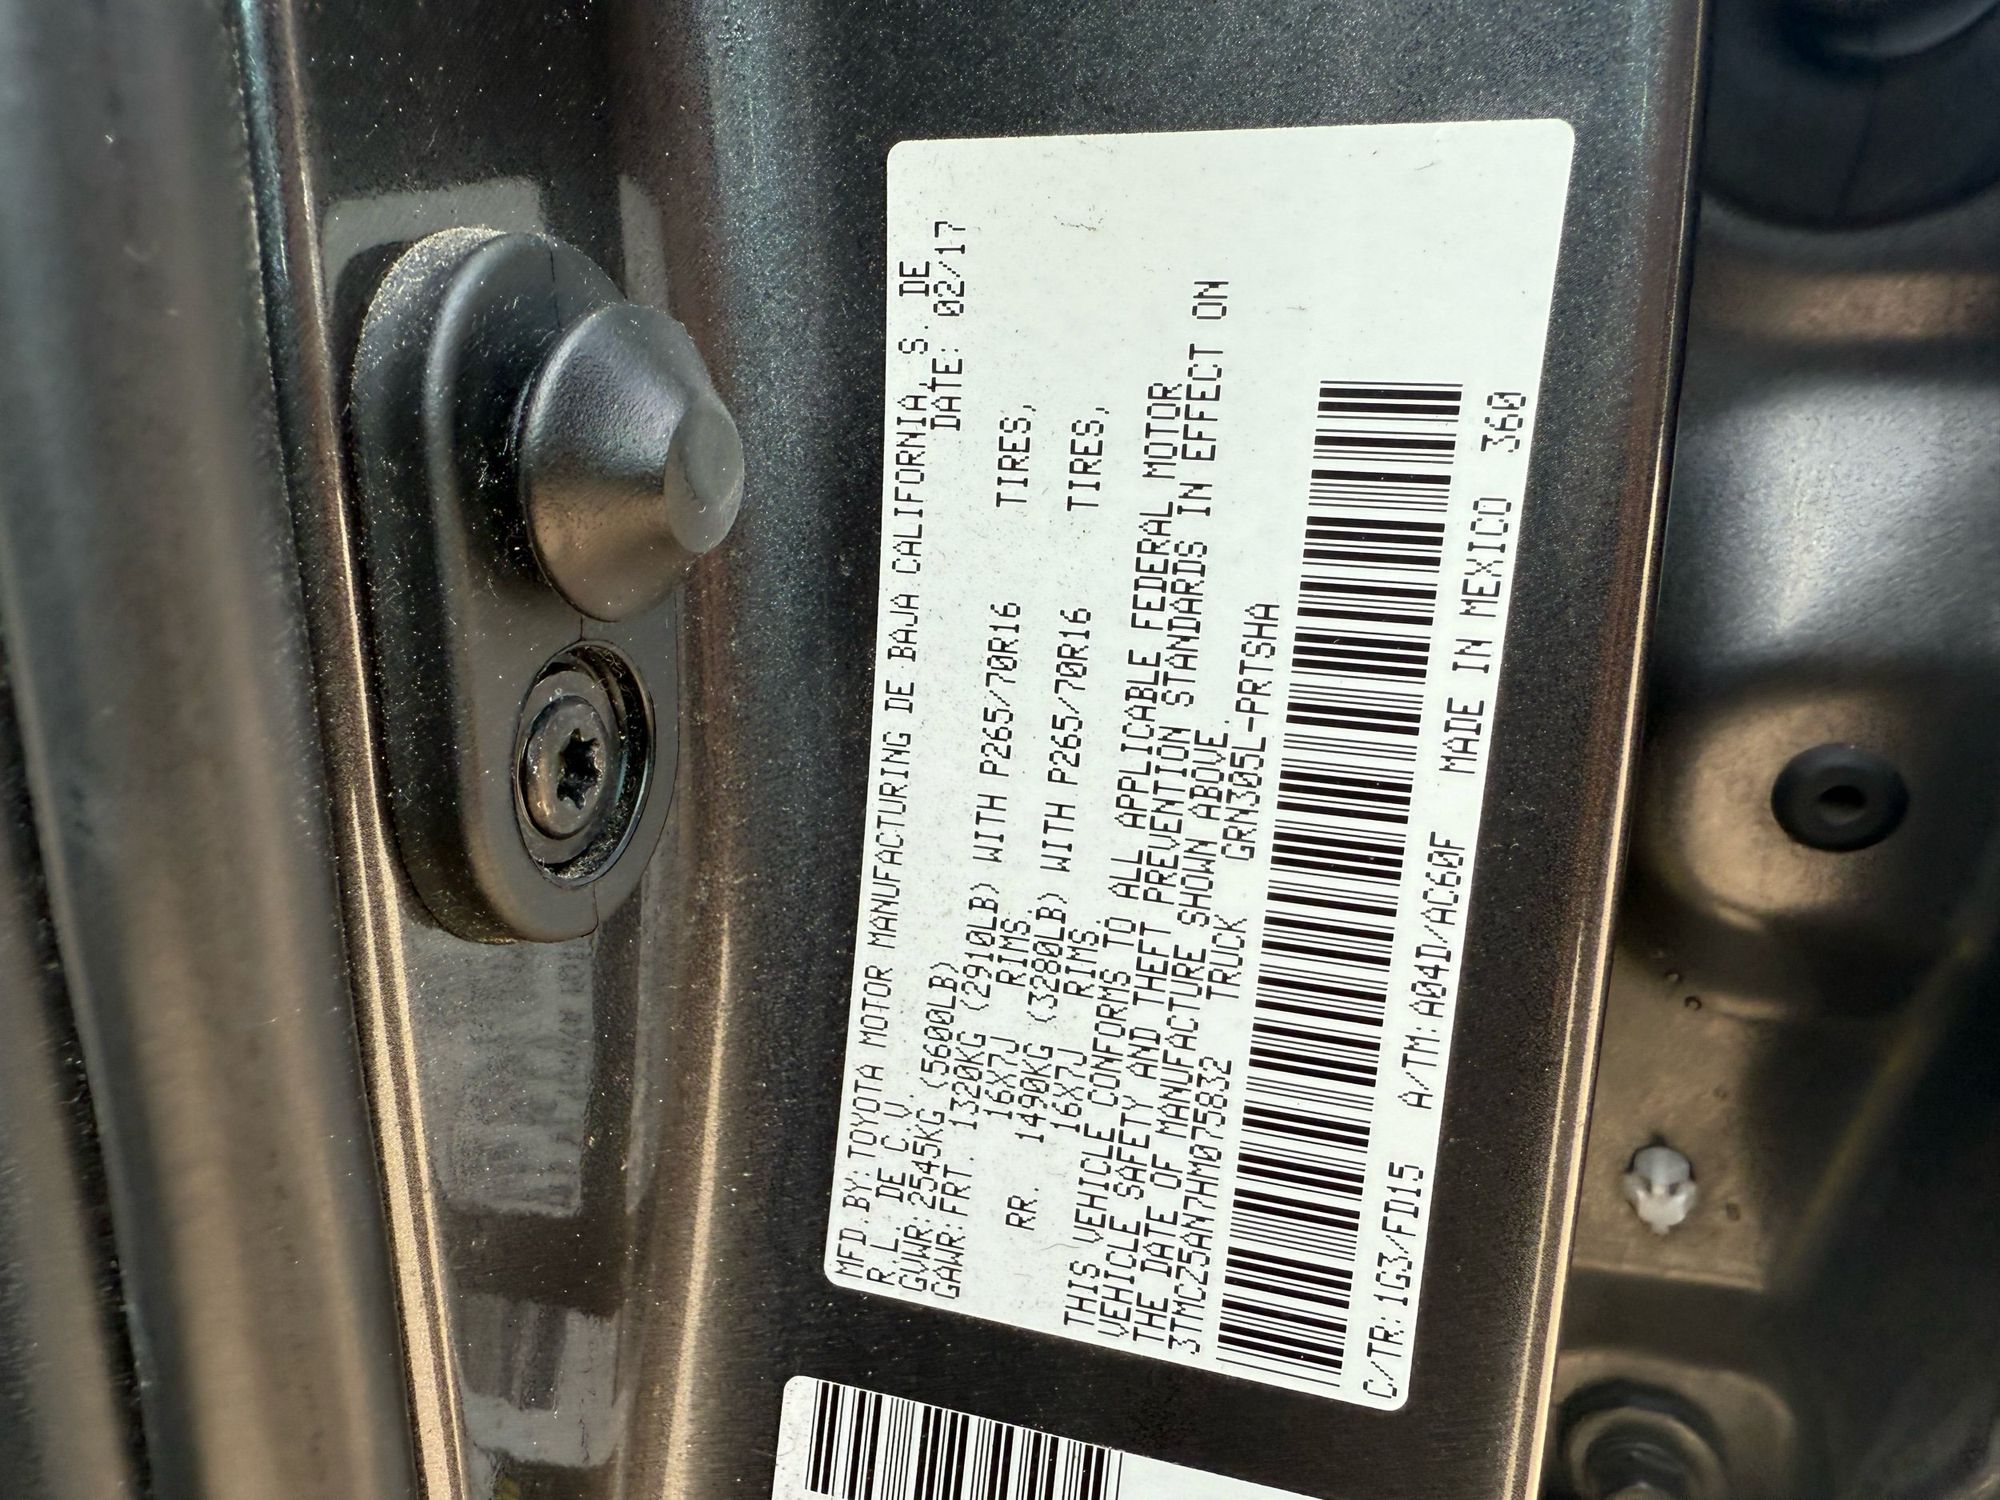 MFD.BY:TOYOTA MOTOR MANUFACTURING DE BAJA CALIFORNIA, S. DE
R.L. DE C.V. DATE: 02/17
GVWR:2545KG (5600LB)
GAWR:FRT. 1320KG (2910LB) WITH P265/70R16 TIRES,
16X7J RIMS,
RR. 1490KG (3280LB) WITH P265/70R16 TIRES,
16X7J RIMS.
THIS VEHICLE CONFORMS TO ALL APPLICABLE FEDERAL MOTOR
VEHICLE SAFETY AND THEFT PREVENTION STANDARDS IN EFFECT ON
THE DATE OF MANUFACTURE SHOWN ABOVE.
3TMCZ5AN7HM075832 TRUCK GRN305L-PRTSHA
C/TR:1G3/FD15 A/TM:A04D/AC60F MADE IN MEXICO 360